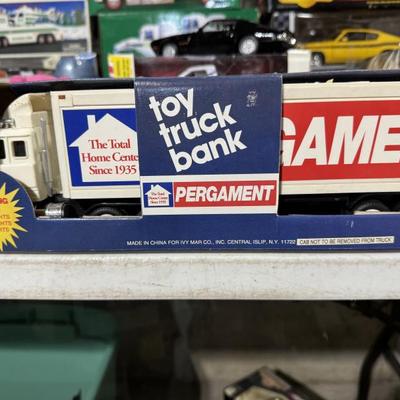 The Total
Home Cente
Since 1935
toy
truck
bank
GAME
The Total
Home Center
Since 1935
PERGAMENT
MADE IN CHINA FOR IVY MAR CO., INC. CENTRAL ISLIP, N.Y. 11722
CAB NOT TO BE REMOVED FROM TRUCK